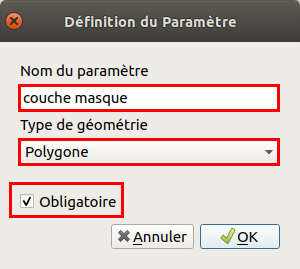 Définition du Paramètre
Nom du paramètre
couche masque
Type de géométrie
Polygone
Obligatoire
Annuler
OK